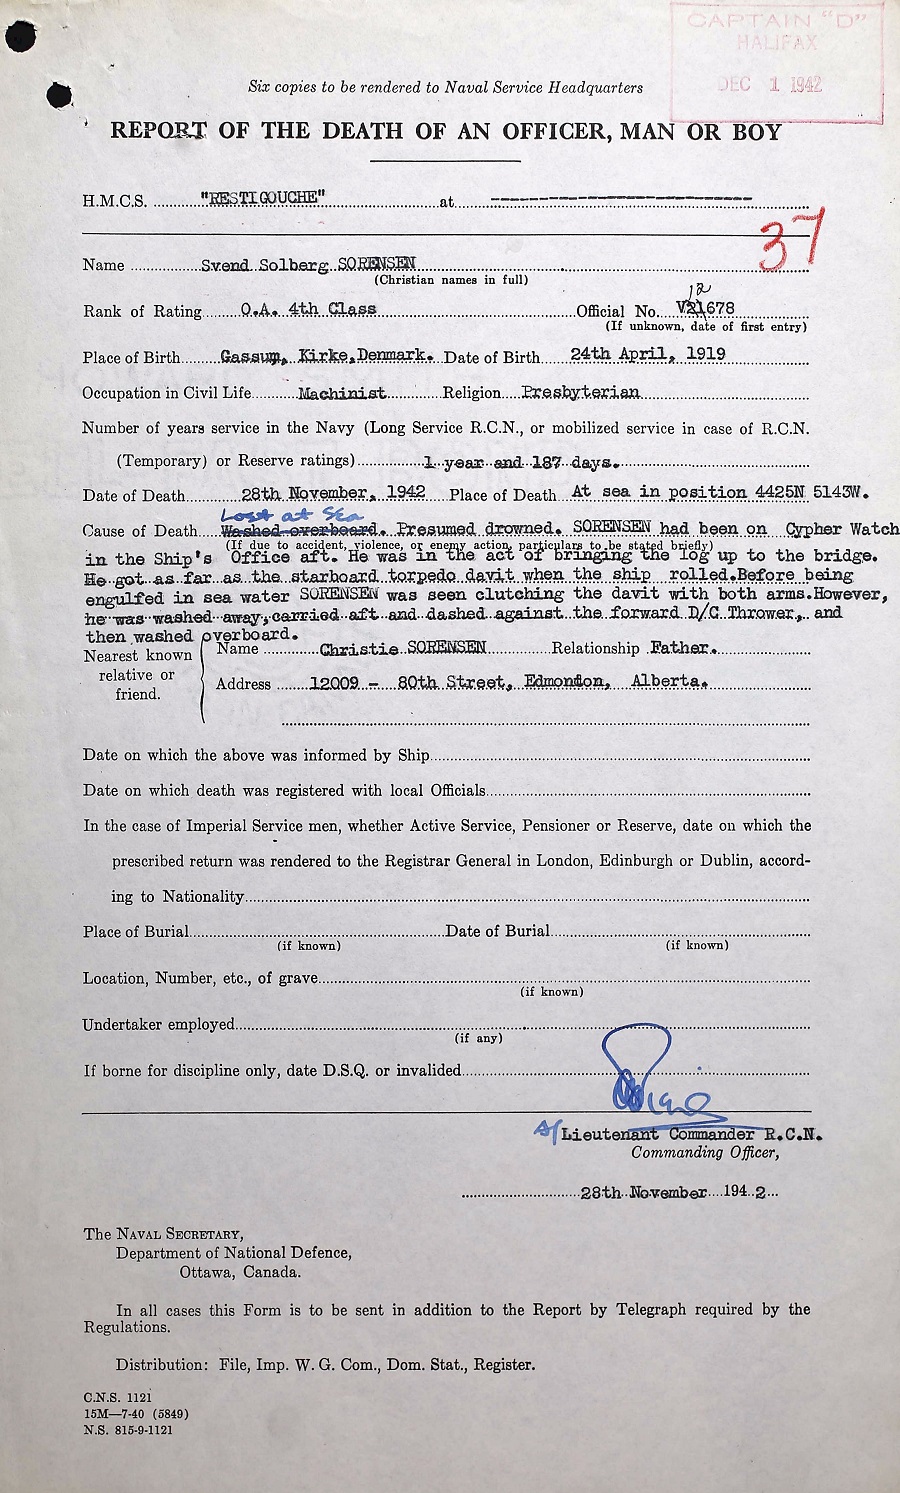 CAPTAIN "D"
HALIFAX
DEC 1 1942
Six copies to be rendered to Naval Service Headquarters
REPORT OF THE DEATH OF AN OFFICER, MAN OR BOY
H.M.C.S. "RESTIGOUCHE" at --------------------------
37
Name Svend Solberg SORENSEN
(Christian names in full)
12
Rank of Rating O.A. 4th Class Official No. V21678
(If unknown, date of first entry)
Place of Birth Gassum, Kirke, Denmark. Date of Birth 24th April, 1919
Occupation in Civil Life Machinist Religion Presbyterian
Number of years service in the Navy (Long Service R.C.N., or mobilized service in case of R.C.N.
(Temporary) or Reserve ratings) 1 year and 187 days.
Date of Death 28th November, 1942 Place of Death At sea in position 4425N 5143W.
Lost at Sea
Cause of Death Washed overboard. Presumed drowned. SORENSEN had been on Cypher Watch
(If due to accident, violence, or enemy action, particulars to be stated briefly)
in the Ship's Office aft. He was in the act of bringing the log up to the bridge.
He got as far as the starboard torpedo davit when the ship rolled.Before being
engulfed in sea water SORENSEN was seen clutching the davit with both arms.However,
he was washed away, carried aft and dashed against the forward D/C Thrower, and
then washed overboard.
Nearest known relative or friend.
Name Christie SORENSEN Relationship Father.
Address 12009 - 80th Street, Edmonton, Alberta.
Date on which the above was informed by Ship
Date on which death was registered with local Officials
In the case of Imperial Service men, whether Active Service, Pensioner or Reserve, date on which the
prescribed return was rendered to the Registrar General in London, Edinburgh or Dublin, accord-
ing to Nationality
Place of Burial Date of Burial
(if known) (if known)
Location, Number, etc., of grave
(if known)
Undertaker employed
(if any)
If borne for discipline only, date D.S.Q. or invalided
A/Lieutenant Commander R.C.N.
Commanding Officer,
28th November 1942
The NAVAL SECRETARY,
Department of National Defence,
Ottawa, Canada.
In all cases this Form is to be sent in addition to the Report by Telegraph required by the
Regulations.
Distribution: File, Imp. W. G. Com., Dom. Stat., Register.
C.N.S. 1121
15M—7-40 (5849)
N.S. 815-9-1121